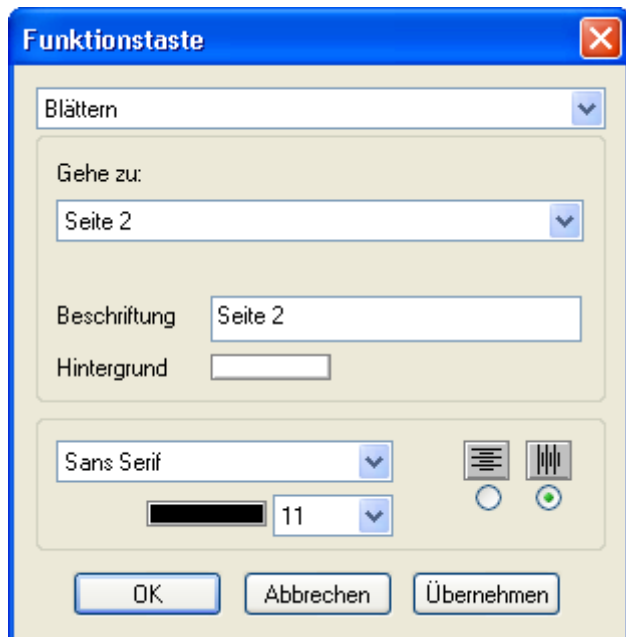 Funktionstaste
Blättern
Gehe zu:
Seite 2
Beschriftung Seite 2
Hintergrund
Sans Serif
11
OK Abbrechen Übernehmen